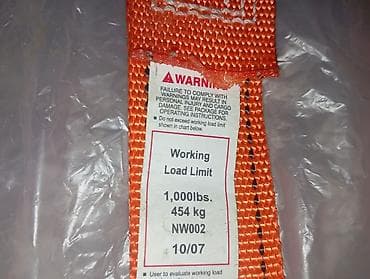 ⚠WARNING
FAILURE TO COMPLY WITH
WARNINGS MAY RESULT IN
PERSONAL INJURY AND CARGO
DAMAGE. SEE PACKAGE FOR
OPERATING INSTRUCTIONS.
■ Do not exceed working load limit
shown in chart below.
Working
Load Limit
1,000lbs.
454 kg
NW002
10/07
■ User to evaluate working load